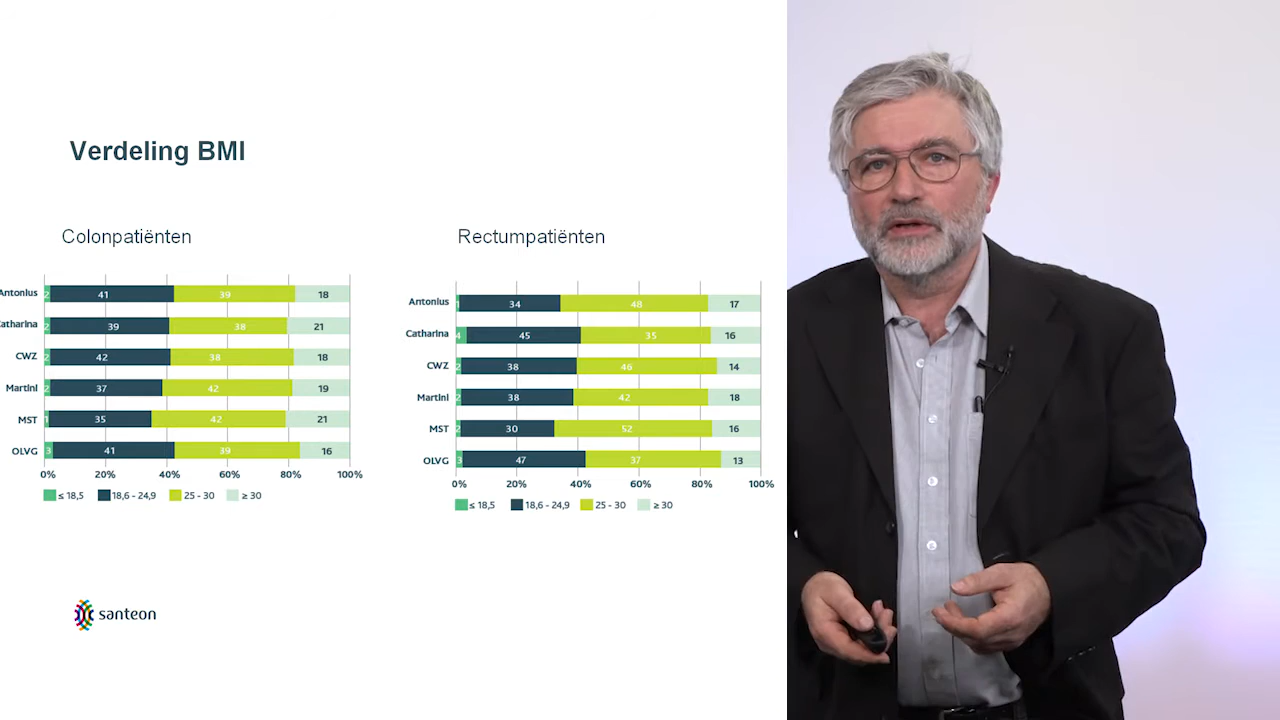 Verdeling BMI
Colonpatiënten
Antonius 2 41 39 18
Catharina 2 39 38 21
CWZ 2 42 38 18
Martini 2 37 42 19
MST 1 35 42 21
OLVG 3 41 39 16
0% 20% 40% 60% 80% 100%
≤ 18,5 18,6 - 24,9 25 - 30 ≥ 30
Rectumpatiënten
Antonius 1 34 48 17
Catharina 4 45 35 16
CWZ 2 38 46 14
Martini 2 38 42 18
MST 2 30 52 16
OLVG 3 47 37 13
0% 20% 40% 60% 80% 100%
≤ 18,5 18,6 - 24,9 25 - 30 ≥ 30
santeon